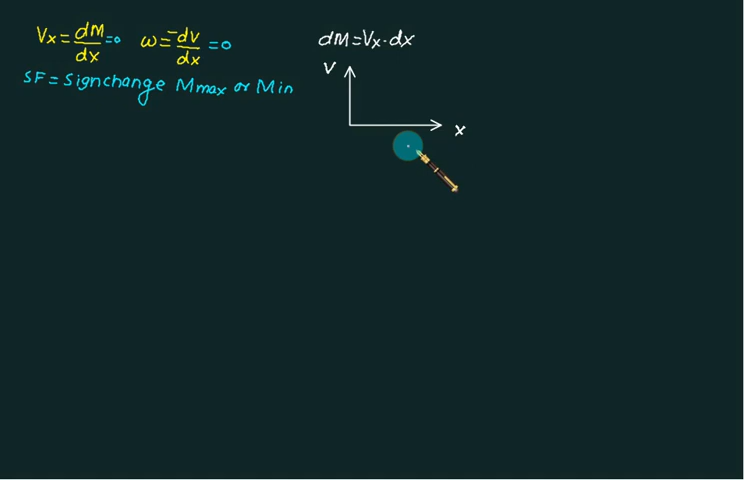 Vx = dM/dx = 0   ω = -dv/dx = 0
SF = Signchange Mmax or Min
dM = Vx · dx
V
x